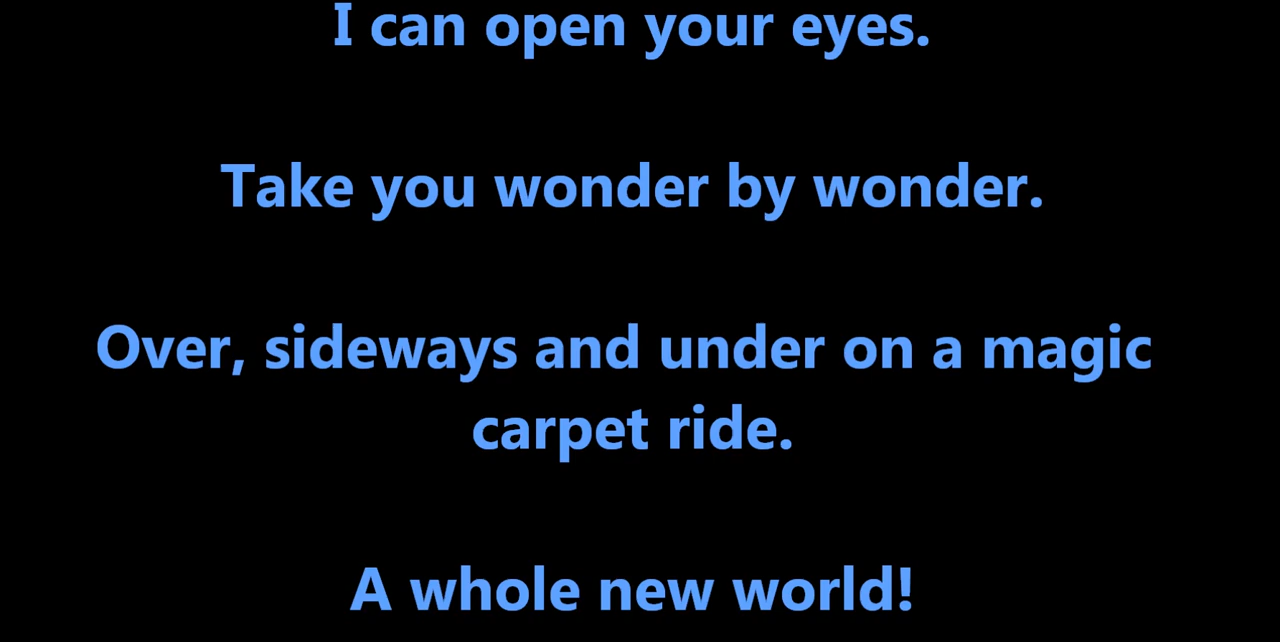 I can open your eyes.
Take you wonder by wonder.
Over, sideways and under on a magic
carpet ride.
A whole new world!